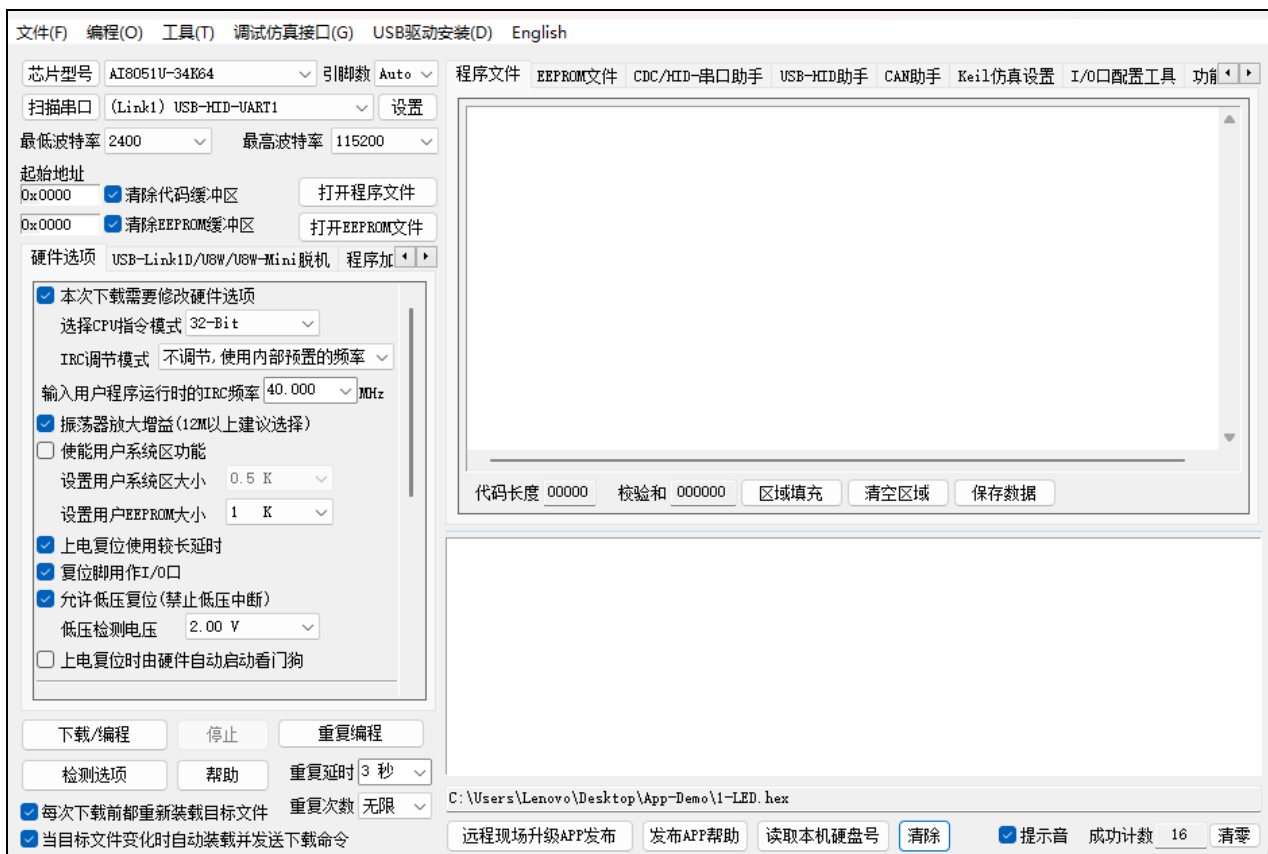 文件(F) 编程(O) 工具(T) 调试仿真接口(G) USB驱动安装(D) English
芯片型号 AI8051U-34K64 引脚数 Auto
扫描串口 (Link1) USB-HID-UART1 设置
最低波特率 2400 最高波特率 115200
起始地址
0x0000 清除代码缓冲区 打开程序文件
0x0000 清除EEPROM缓冲区 打开EEPROM文件
硬件选项 USB-Link1D/U8W/U8W-Mini脱机 程序加
本次下载需要修改硬件选项
选择CPU指令模式 32-Bit
IRC调节模式 不调节,使用内部预置的频率
输入用户程序运行时的IRC频率 40.000 MHz
振荡器放大增益(12M以上建议选择)
使能用户系统区功能
设置用户系统区大小 0.5 K
设置用户EEPROM大小 1 K
上电复位使用较长延时
复位脚用作I/O口
允许低压复位(禁止低压中断)
低压检测电压 2.00 V
上电复位时由硬件自动启动看门狗
下载/编程 停止 重复编程
检测选项 帮助 重复延时 3 秒
每次下载前都重新装载目标文件 重复次数 无限
当目标文件变化时自动装载并发送下载命令
程序文件 EEPROM文件 CDC/HID-串口助手 USB-HID助手 CAN助手 Keil仿真设置 I/O口配置工具 功能
代码长度 00000 校验和 000000 区域填充 清空区域 保存数据
C:\Users\Lenovo\Desktop\App-Demo\1-LED.hex
远程现场升级APP发布 发布APP帮助 读取本机硬盘号 清除 提示音 成功计数 16 清零